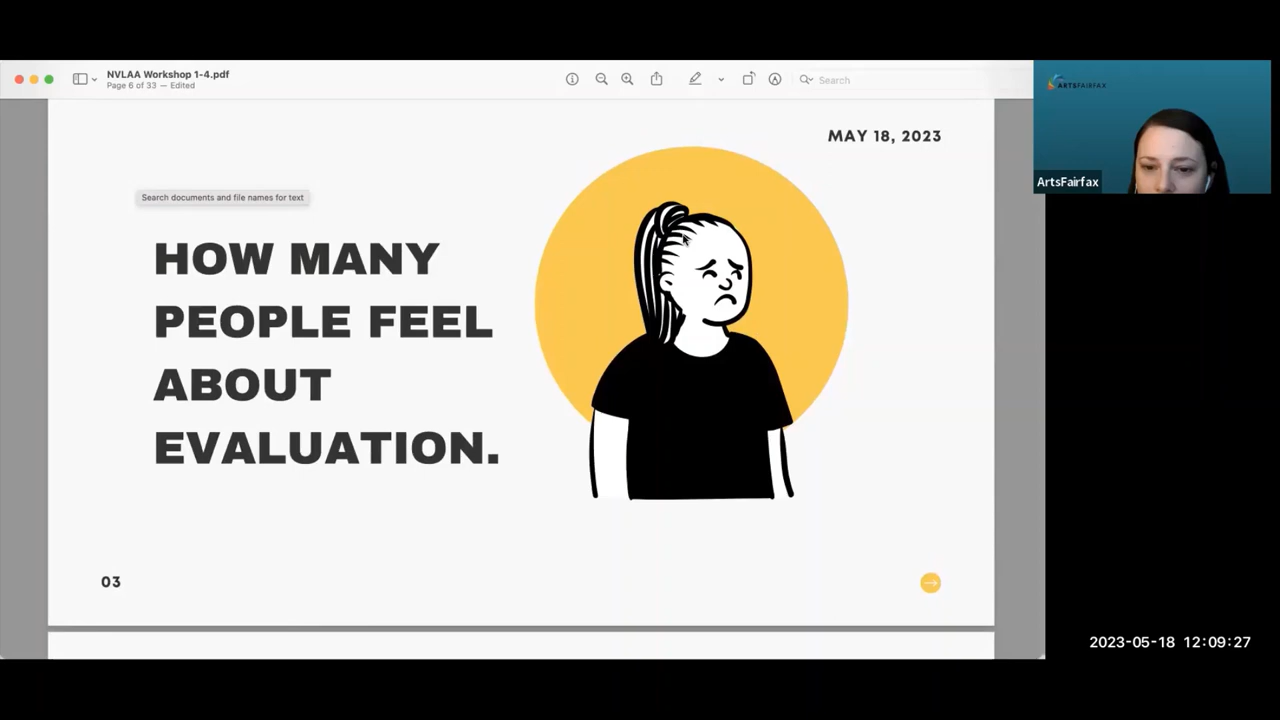 NVLAA Workshop 1-4.pdf
Page 6 of 33 — Edited
Search
ARTSFAIRFAX
ArtsFairfax
MAY 18, 2023
Search documents and file names for text
HOW MANY
PEOPLE FEEL
ABOUT
EVALUATION.
03
2023-05-18 12:09:27